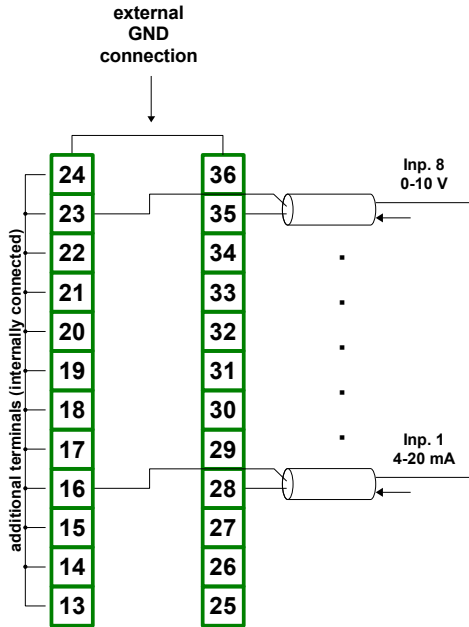 external
GND
connection
24 36
23 35
22 34
21 33
20 32
19 31
18 30
17 29
16 28
15 27
14 26
13 25
additional terminals (internally connected)
Inp. 8
0-10 V
Inp. 1
4-20 mA